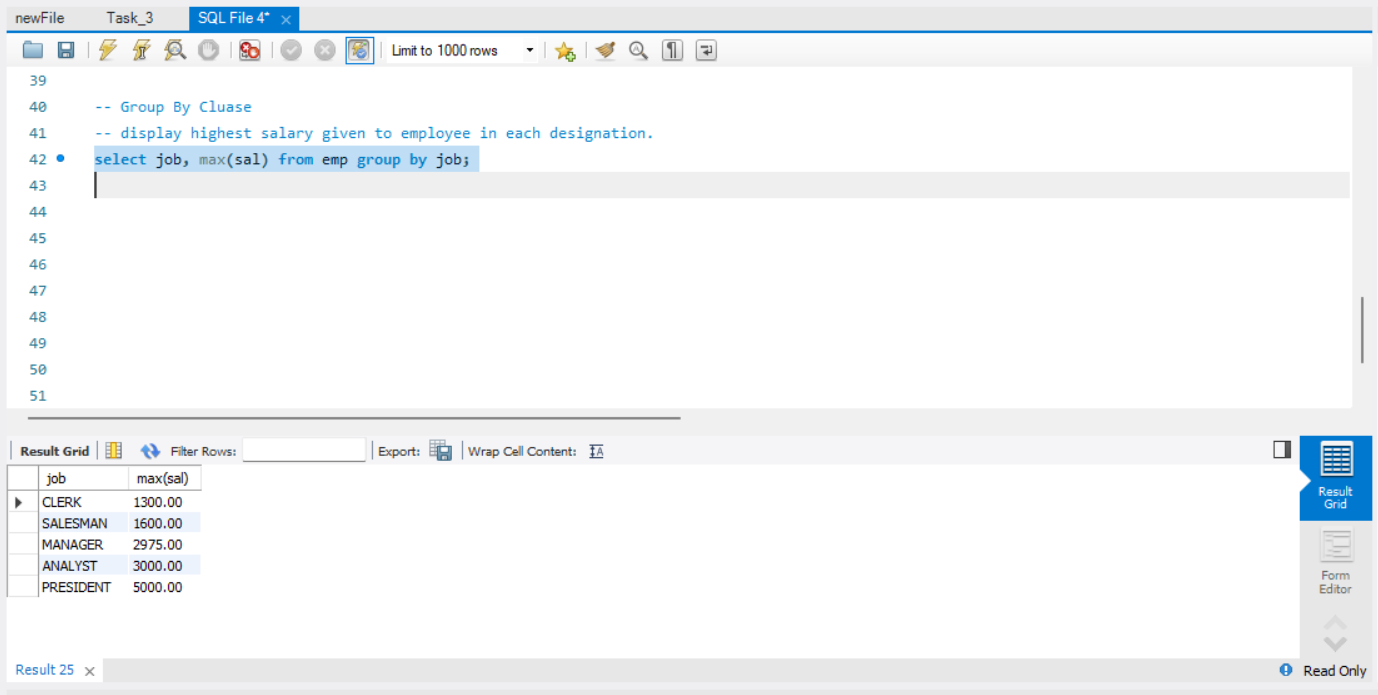 newFile Task_3 SQL File 4* ×
Limit to 1000 rows
39
40 -- Group By Cluase
41 -- display highest salary given to employee in each designation.
42 select job, max(sal) from emp group by job;
43
44
45
46
47
48
49
50
51
Result Grid Filter Rows: Export: Wrap Cell Content: IA
job max(sal)
CLERK 1300.00
SALESMAN 1600.00
MANAGER 2975.00
ANALYST 3000.00
PRESIDENT 5000.00
Result
Grid
Form
Editor
Result 25 × Read Only